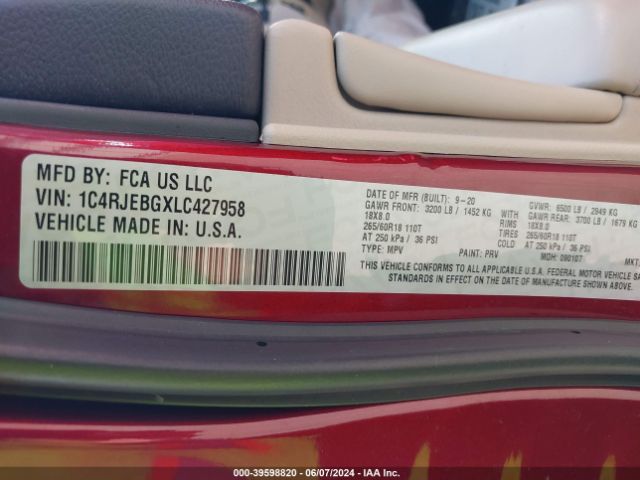 MFD BY: FCA US LLC
VIN: 1C4RJEBGXLC427958
VEHICLE MADE IN: U.S.A.
DATE OF MFR (BUILT): 9-20 GVWR: 6500 LB / 2949 KG
GAWR FRONT: 3200 LB / 1452 KG WITH GAWR REAR: 3700 LB / 1679 KG
18X8.0 RIMS 18X8.0
265/60R18 110T TIRES 265/60R18 110T
AT 250 kPa / 36 PSI COLD AT 250 kPa / 36 PSI
TYPE: MPV PAINT: PRV MDH: 090107 MKT:
THIS VEHICLE CONFORMS TO ALL APPLICABLE U.S.A. FEDERAL MOTOR VEHICLE SA
STANDARDS IN EFFECT ON THE DATE OF MANUFACTURE SHOWN ABOVE.
000-39598820 - 06/07/2024 - IAA Inc.